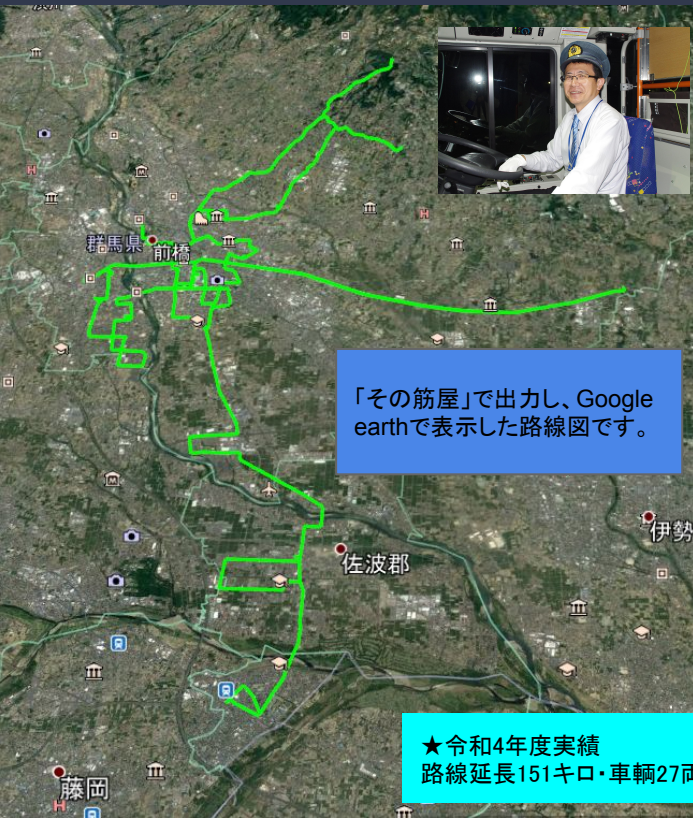 群馬県
前橋
「その筋屋」で出力し、Google
earthで表示した路線図です。
伊勢
佐波郡
★令和4年度実績
路線延長151キロ・車輌27両
藤岡